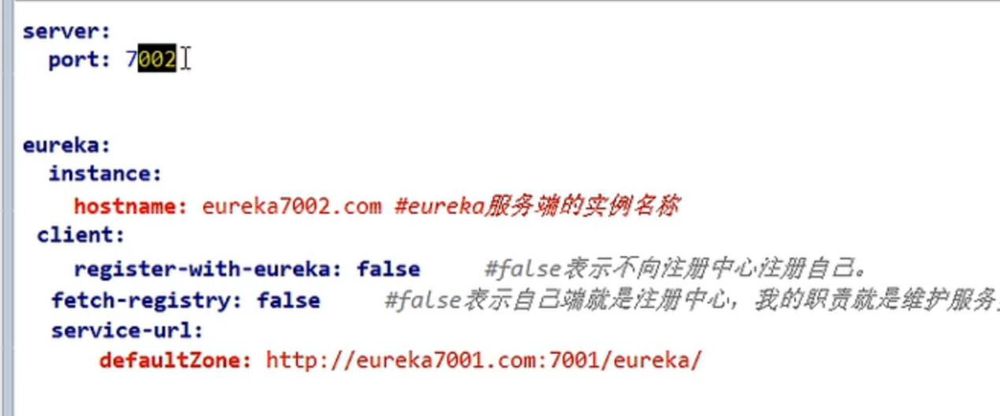 server:
port: 7002
eureka:
instance:
hostname: eureka7002.com #eureka服务端的实例名称
client:
register-with-eureka: false #false表示不向注册中心注册自己。
fetch-registry: false #false表示自己端就是注册中心，我的职责就是维护服务
service-url:
defaultZone: http://eureka7001.com:7001/eureka/